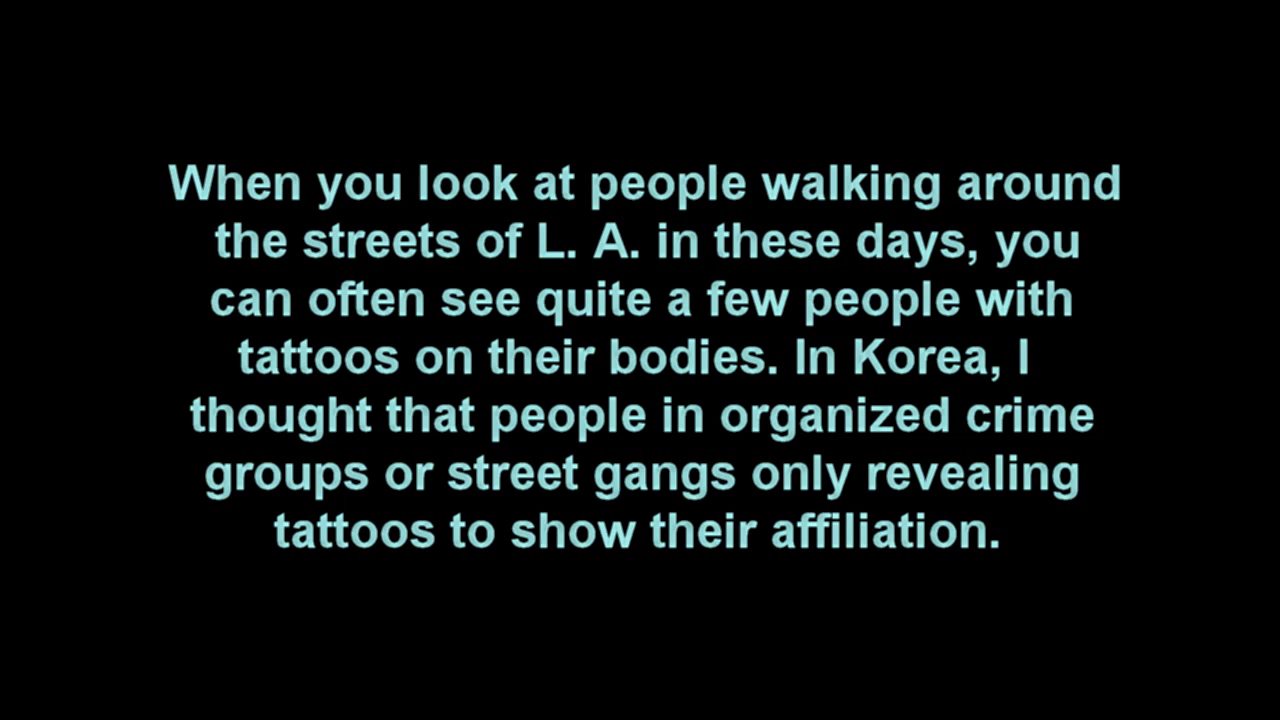 When you look at people walking around
the streets of L. A. in these days, you
can often see quite a few people with
tattoos on their bodies. In Korea, I
thought that people in organized crime
groups or street gangs only revealing
tattoos to show their affiliation.